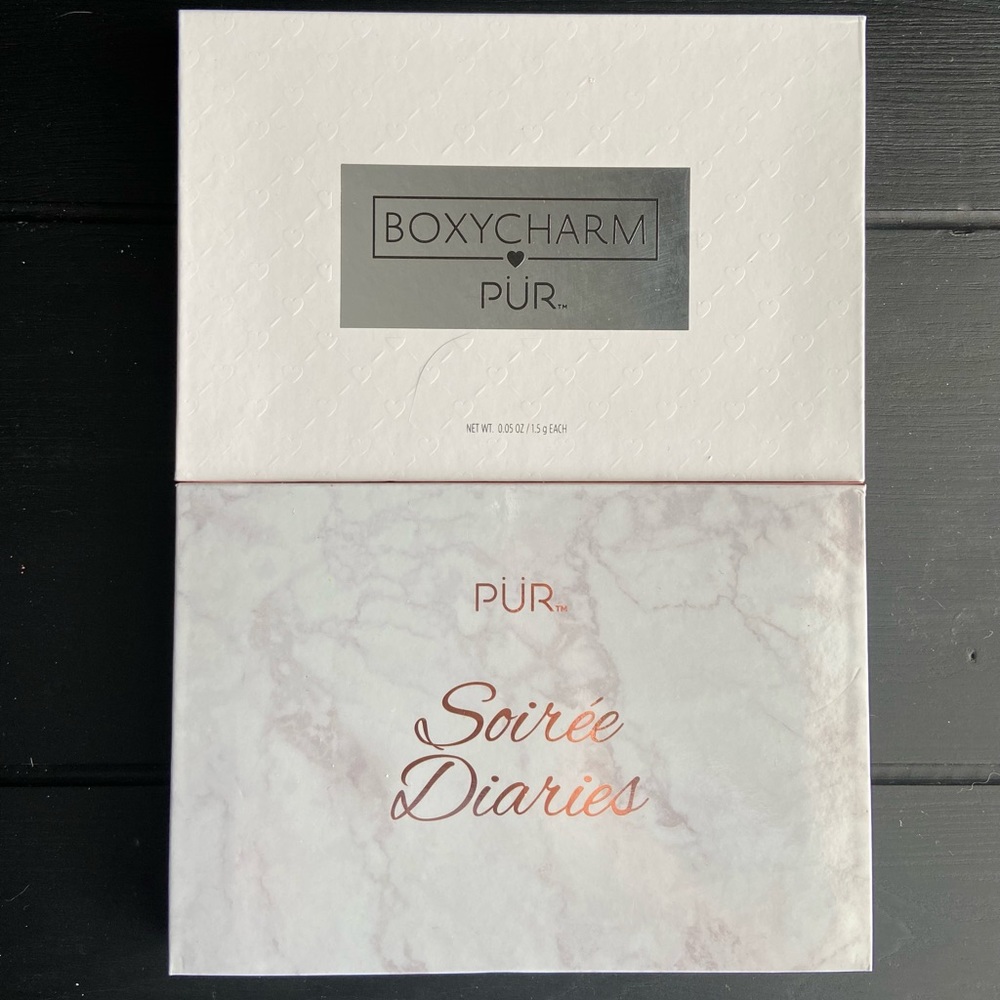 BOXYCHARM
PÜR™
NET WT. 0.05 OZ / 1.5 g EACH
PÜR™
Soirée
Diaries